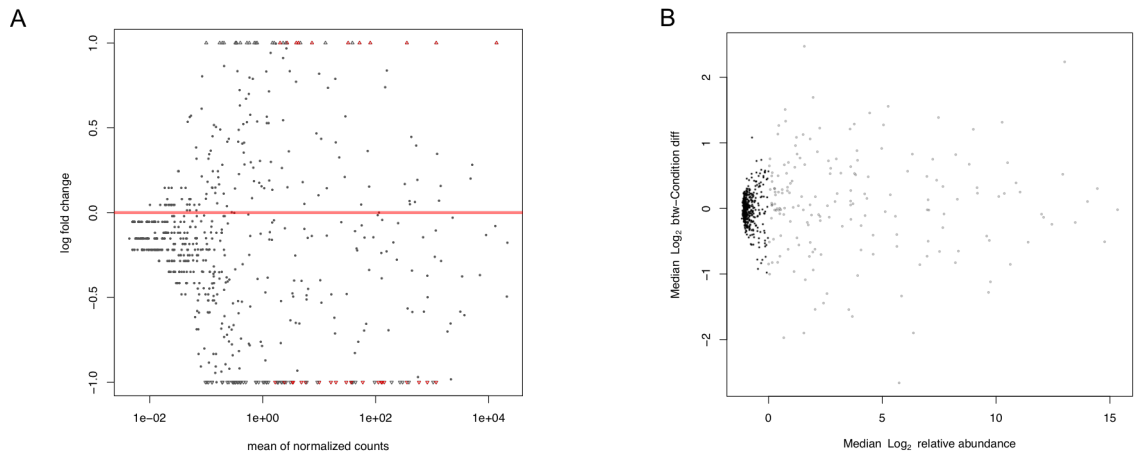 A
1.0
0.5
0.0
−0.5
−1.0
log fold change
1e−02
1e+00
1e+02
1e+04
mean of normalized counts
B
2
1
0
−1
−2
Median Log2 btw−Condition diff
0
5
10
15
Median Log2 relative abundance